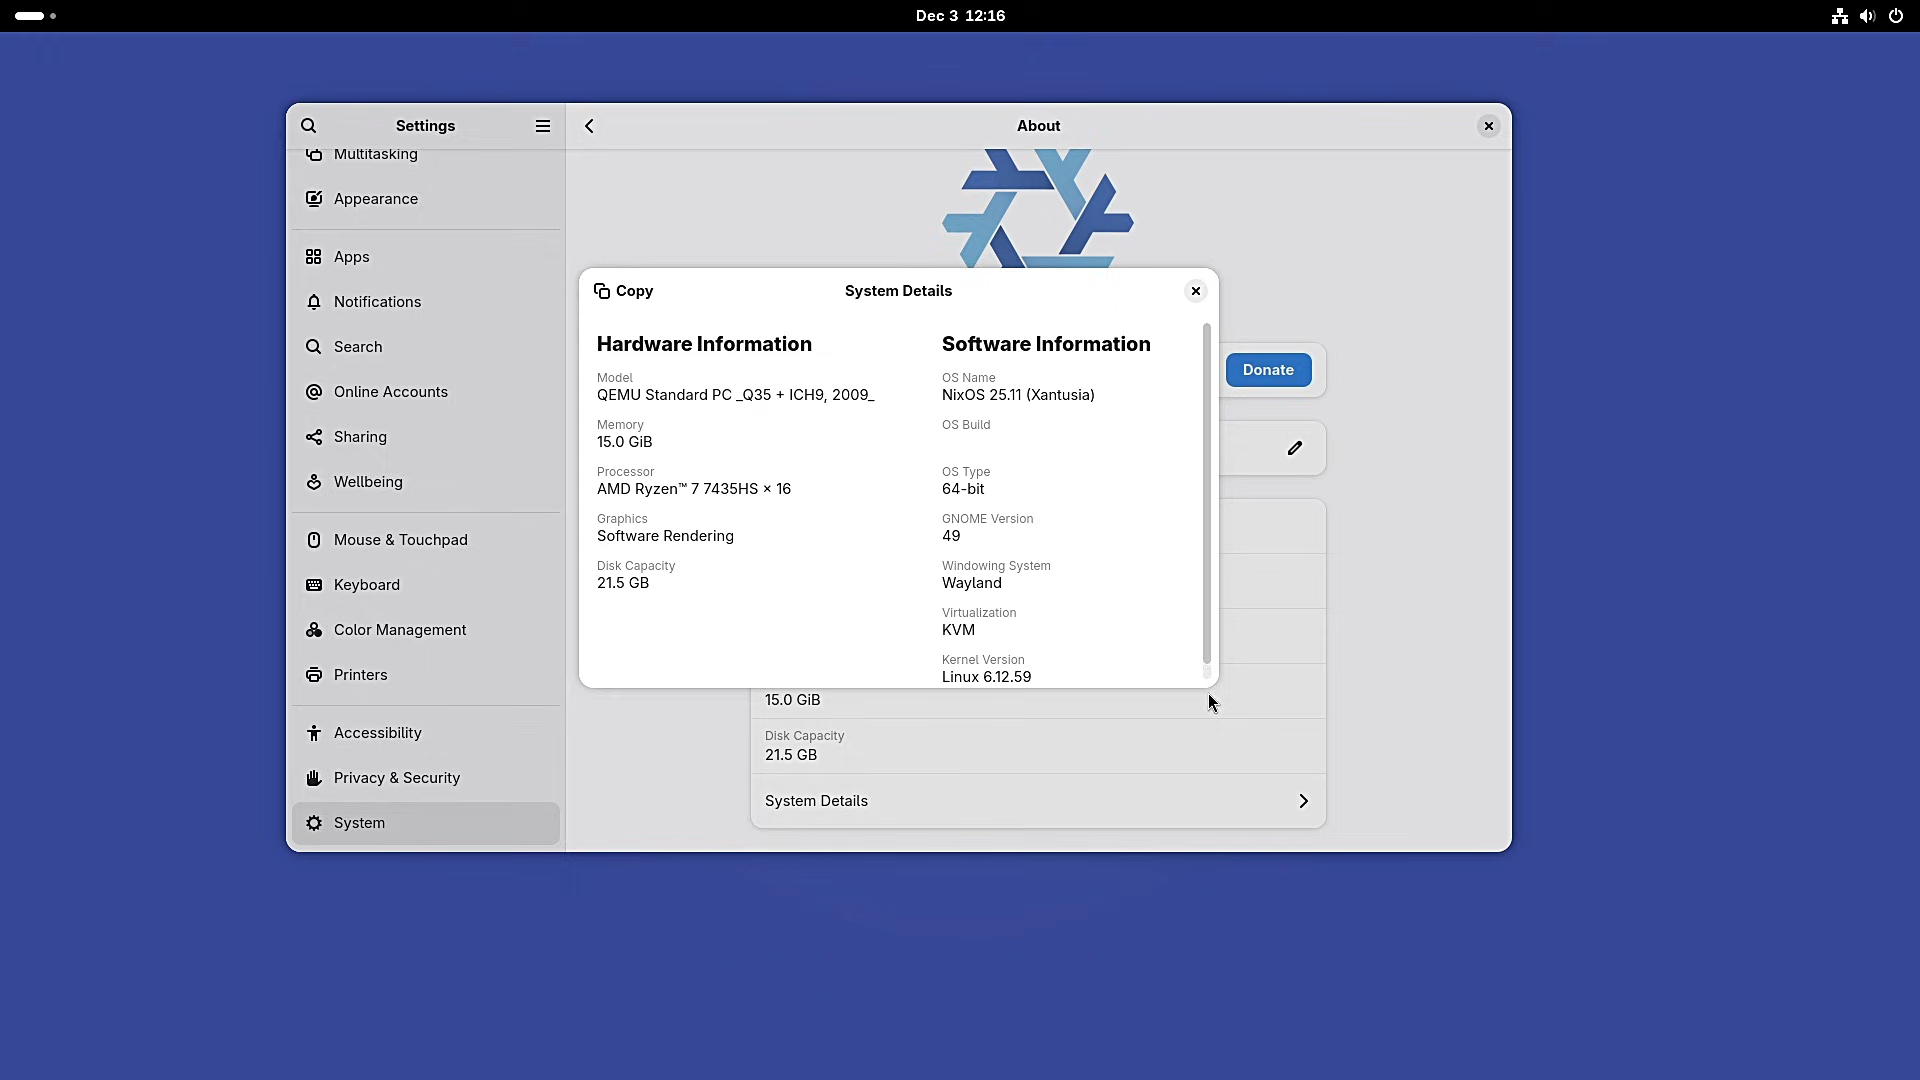 Dec 3 12:16
Settings
Multitasking
Appearance
Apps
Notifications
Search
Online Accounts
Sharing
Wellbeing
Mouse & Touchpad
Keyboard
Color Management
Printers
Accessibility
Privacy & Security
System
About
Donate
Copy
System Details
Hardware Information
Model
QEMU Standard PC _Q35 + ICH9, 2009_
Memory
15.0 GiB
Processor
AMD Ryzen™ 7 7435HS × 16
Graphics
Software Rendering
Disk Capacity
21.5 GB
Software Information
OS Name
NixOS 25.11 (Xantusia)
OS Build
OS Type
64-bit
GNOME Version
49
Windowing System
Wayland
Virtualization
KVM
Kernel Version
Linux 6.12.59
15.0 GiB
Disk Capacity
21.5 GB
System Details